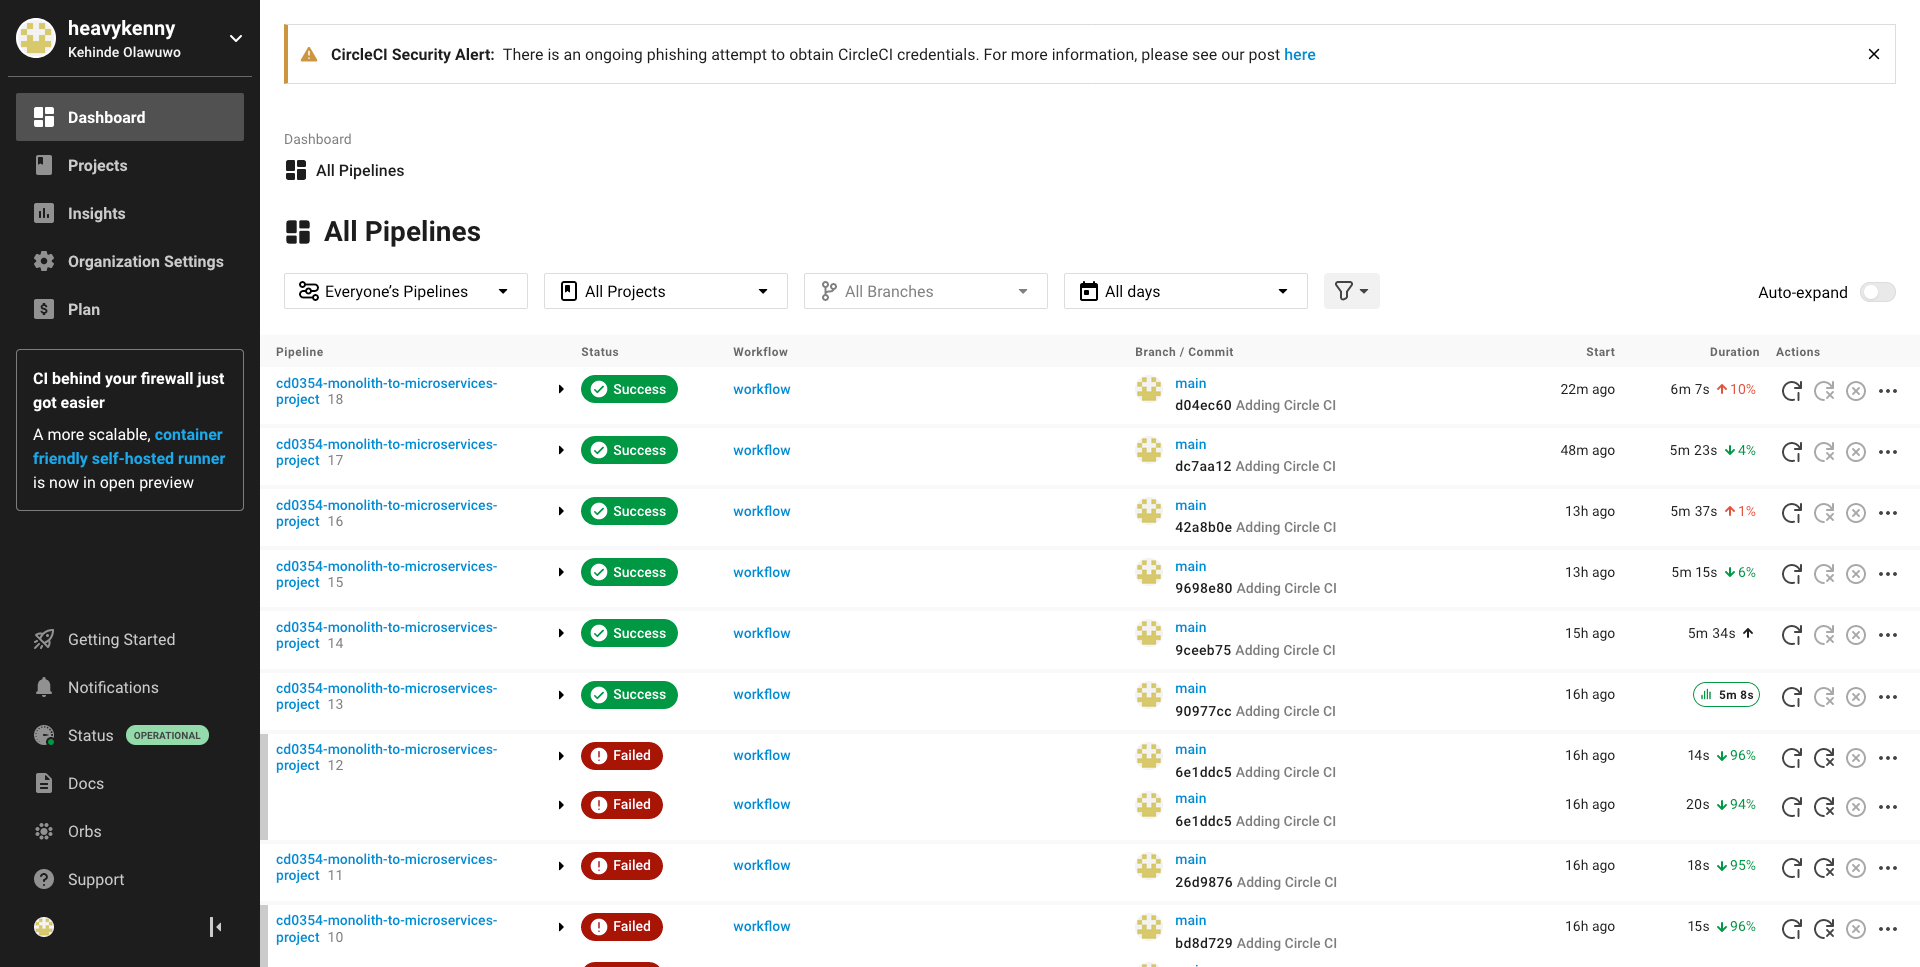 heavykenny
Kehinde Olawuwo
Dashboard
Projects
Insights
Organization Settings
Plan
CI behind your firewall just
got easier
A more scalable, container
friendly self-hosted runner
is now in open preview
Getting Started
Notifications
Status OPERATIONAL
Docs
Orbs
Support
CircleCI Security Alert: There is an ongoing phishing attempt to obtain CircleCI credentials. For more information, please see our post here
Dashboard
All Pipelines
All Pipelines
Everyone’s Pipelines All Projects All Branches All days Auto-expand
Pipeline Status Workflow Branch / Commit Start Duration Actions
cd0354-monolith-to-microservices-
project 18 Success workflow main
d04ec60 Adding Circle CI 22m ago 6m 7s 10%
cd0354-monolith-to-microservices-
project 17 Success workflow main
dc7aa12 Adding Circle CI 48m ago 5m 23s 4%
cd0354-monolith-to-microservices-
project 16 Success workflow main
42a8b0e Adding Circle CI 13h ago 5m 37s 1%
cd0354-monolith-to-microservices-
project 15 Success workflow main
9698e80 Adding Circle CI 13h ago 5m 15s 6%
cd0354-monolith-to-microservices-
project 14 Success workflow main
9ceeb75 Adding Circle CI 15h ago 5m 34s
cd0354-monolith-to-microservices-
project 13 Success workflow main
90977cc Adding Circle CI 16h ago 5m 8s
cd0354-monolith-to-microservices-
project 12 Failed workflow main
6e1ddc5 Adding Circle CI 16h ago 14s 96%
Failed workflow main
6e1ddc5 Adding Circle CI 16h ago 20s 94%
cd0354-monolith-to-microservices-
project 11 Failed workflow main
26d9876 Adding Circle CI 16h ago 18s 95%
cd0354-monolith-to-microservices-
project 10 Failed workflow main
bd8d729 Adding Circle CI 16h ago 15s 96%